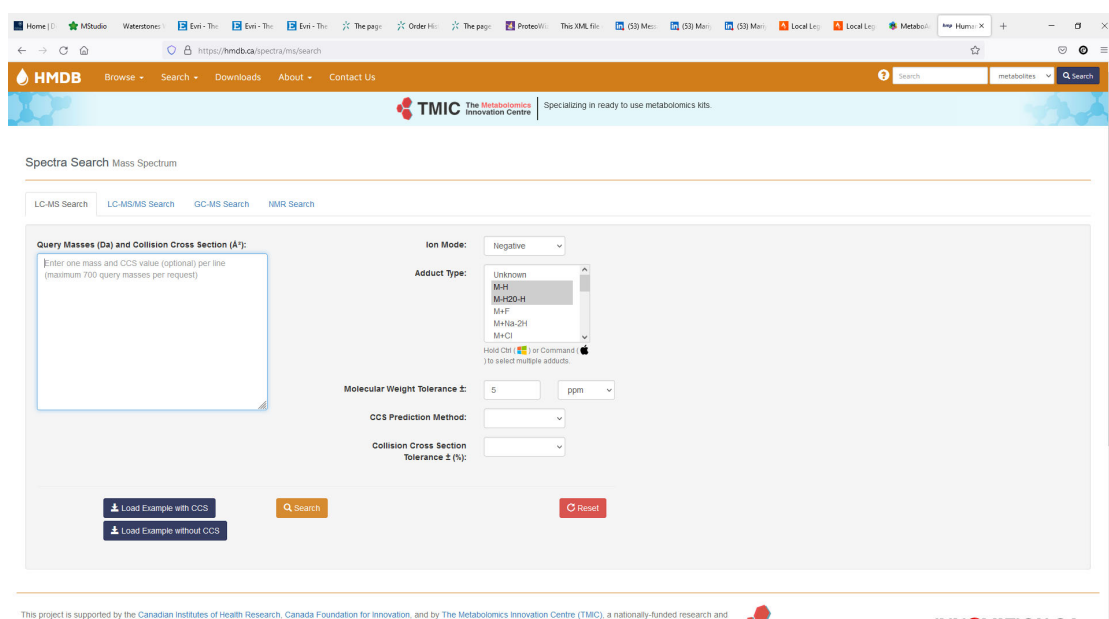 Home | D MStudio Waterstones Evri - The Evri - The Evri - The The page Order His The page ProteoWi This XML file (53) Mess (53) Mari (53) Mari Local Leg Local Leg Metabo hmp Human
https://hmdb.ca/spectra/ms/search
HMDB Browse Search Downloads About Contact Us Search metabolites Search
TMIC The Metabolomics Innovation Centre Specializing in ready to use metabolomics kits.
Spectra Search Mass Spectrum
LC-MS Search LC-MS/MS Search GC-MS Search NMR Search
Query Masses (Da) and Collision Cross Section (Å²):
Enter one mass and CCS value (optional) per line
(maximum 700 query masses per request)
Ion Mode: Negative
Adduct Type: Unknown
M-H
M-H20-H
M+F
M+Na-2H
M+Cl
Hold Ctrl ( ) or Command (
) to select multiple adducts.
Molecular Weight Tolerance ±: 5 ppm
CCS Prediction Method:
Collision Cross Section
Tolerance ± (%):
Load Example with CCS Search Reset
Load Example without CCS
This project is supported by the Canadian Institutes of Health Research, Canada Foundation for Innovation, and by The Metabolomics Innovation Centre (TMIC), a nationally-funded research and